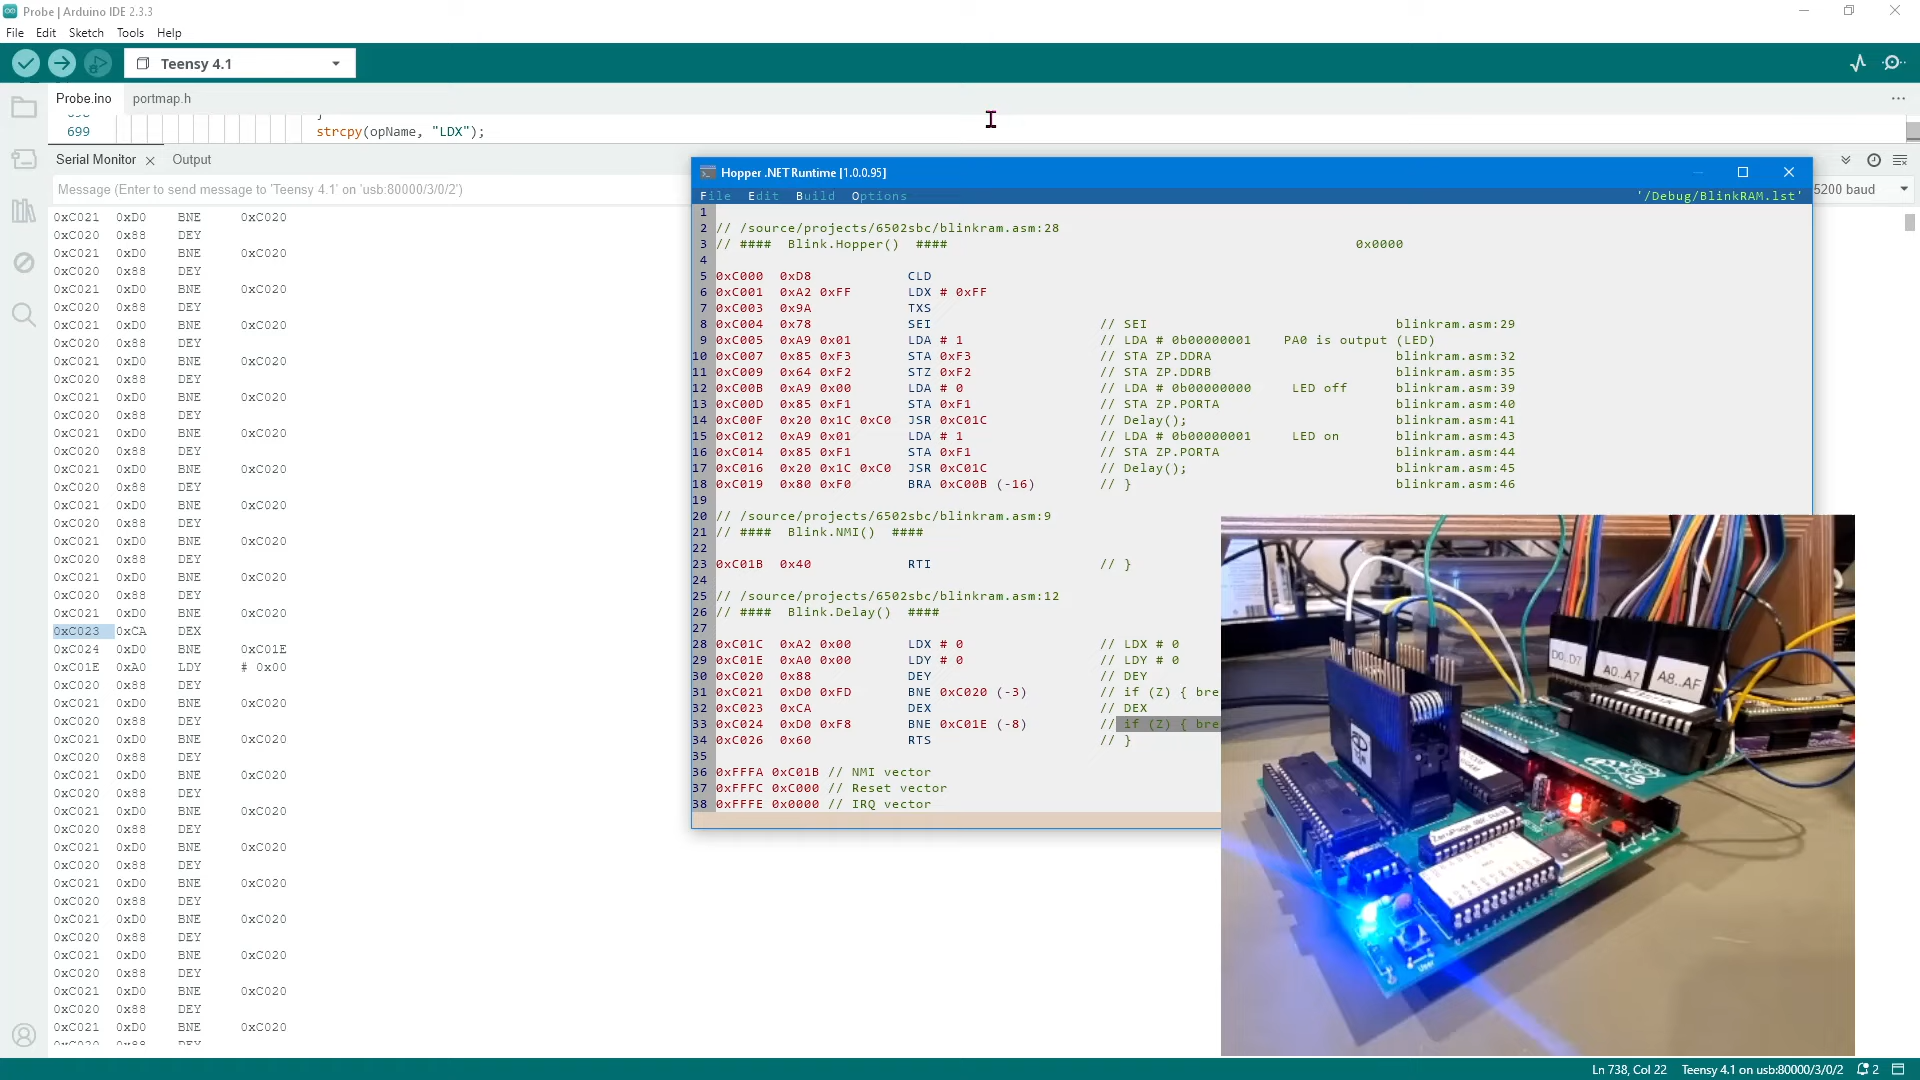 Probe | Arduino IDE 2.3.3
File Edit Sketch Tools Help
Teensy 4.1
Probe.ino portmap.h
698 }
699 strcpy(opName, "LDX");
Serial Monitor Output
Message (Enter to send message to 'Teensy 4.1' on 'usb:80000/3/0/2')
5200 baud
0xC021 0xD0 BNE 0xC020
0xC020 0x88 DEY
0xC021 0xD0 BNE 0xC020
0xC020 0x88 DEY
0xC021 0xD0 BNE 0xC020
0xC020 0x88 DEY
0xC021 0xD0 BNE 0xC020
0xC020 0x88 DEY
0xC021 0xD0 BNE 0xC020
0xC020 0x88 DEY
0xC021 0xD0 BNE 0xC020
0xC020 0x88 DEY
0xC021 0xD0 BNE 0xC020
0xC020 0x88 DEY
0xC021 0xD0 BNE 0xC020
0xC020 0x88 DEY
0xC021 0xD0 BNE 0xC020
0xC020 0x88 DEY
0xC021 0xD0 BNE 0xC020
0xC020 0x88 DEY
0xC021 0xD0 BNE 0xC020
0xC020 0x88 DEY
0xC021 0xD0 BNE 0xC020
0xC023 0xCA DEX
0xC024 0xD0 BNE 0xC01E
0xC01E 0xA0 LDY # 0x00
0xC020 0x88 DEY
0xC021 0xD0 BNE 0xC020
0xC020 0x88 DEY
0xC021 0xD0 BNE 0xC020
0xC020 0x88 DEY
0xC021 0xD0 BNE 0xC020
0xC020 0x88 DEY
0xC021 0xD0 BNE 0xC020
0xC020 0x88 DEY
0xC021 0xD0 BNE 0xC020
0xC020 0x88 DEY
0xC021 0xD0 BNE 0xC020
0xC020 0x88 DEY
0xC021 0xD0 BNE 0xC020
0xC020 0x88 DEY
0xC021 0xD0 BNE 0xC020
0xC020 0x88 DEY
0xC021 0xD0 BNE 0xC020
0xC020 0x88 DEY
0xC021 0xD0 BNE 0xC020
0xC020 0x88 DEY
Hopper .NET Runtime [1.0.0.95]
File Edit Build Options '/Debug/BlinkRAM.lst'
1
2 // /source/projects/6502sbc/blinkram.asm:28
3 // #### Blink.Hopper() #### 0x0000
4
5 0xC000 0xD8 CLD
6 0xC001 0xA2 0xFF LDX # 0xFF
7 0xC003 0x9A TXS
8 0xC004 0x78 SEI // SEI blinkram.asm:29
9 0xC005 0xA9 0x01 LDA # 1 // LDA # 0b00000001 PA0 is output (LED)
10 0xC007 0x85 0xF3 STA 0xF3 // STA ZP.DDRA blinkram.asm:32
11 0xC009 0x64 0xF2 STZ 0xF2 // STA ZP.DDRB blinkram.asm:35
12 0xC00B 0xA9 0x00 LDA # 0 // LDA # 0b00000000 LED off blinkram.asm:39
13 0xC00D 0x85 0xF1 STA 0xF1 // STA ZP.PORTA blinkram.asm:40
14 0xC00F 0x20 0x1C 0xC0 JSR 0xC01C // Delay(); blinkram.asm:41
15 0xC012 0xA9 0x01 LDA # 1 // LDA # 0b00000001 LED on blinkram.asm:43
16 0xC014 0x85 0xF1 STA 0xF1 // STA ZP.PORTA blinkram.asm:44
17 0xC016 0x20 0x1C 0xC0 JSR 0xC01C // Delay(); blinkram.asm:45
18 0xC019 0x80 0xF0 BRA 0xC00B (-16) // } blinkram.asm:46
19
20 // /source/projects/6502sbc/blinkram.asm:9
21 // #### Blink.NMI() ####
22
23 0xC01B 0x40 RTI // }
24
25 // /source/projects/6502sbc/blinkram.asm:12
26 // #### Blink.Delay() ####
27
28 0xC01C 0xA2 0x00 LDX # 0 // LDX # 0
29 0xC01E 0xA0 0x00 LDY # 0 // LDY # 0
30 0xC020 0x88 DEY // DEY
31 0xC021 0xD0 0xFD BNE 0xC020 (-3) // if (Z) { bre
32 0xC023 0xCA DEX // DEX
33 0xC024 0xD0 0xF8 BNE 0xC01E (-8) // if (Z) { bre
34 0xC026 0x60 RTS // }
35
36 0xFFFA 0xC01B // NMI vector
37 0xFFFC 0xC000 // Reset vector
38 0xFFFE 0x0000 // IRQ vector
D0..D7
A0..A7
A8..AF
User
Ln 738, Col 22 Teensy 4.1 on usb:80000/3/0/2 2